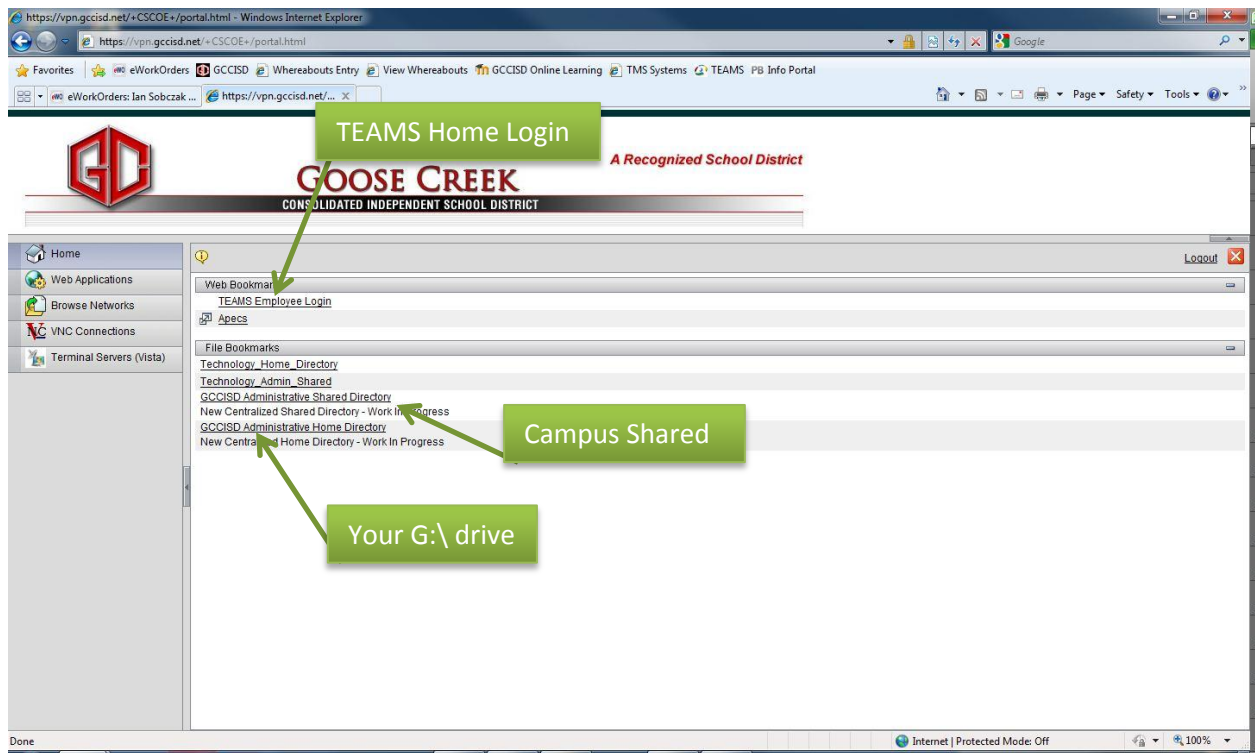 https://vpn.gccisd.net/+CSCOE+/portal.html - Windows Internet Explorer
https://vpn.gccisd.net/+CSCOE+/portal.html
Google
Favorites eWorkOrders GCCISD Whereabouts Entry View Whereabouts GCCISD Online Learning TMS Systems TEAMS PB Info Portal
eWorkOrders: Ian Sobczak ... https://vpn.gccisd.net/... x Page Safety Tools
TEAMS Home Login
A Recognized School District
GC
GOOSE CREEK
CONSOLIDATED INDEPENDENT SCHOOL DISTRICT
Home
Logout
Web Applications
Browse Networks
VNC Connections
Terminal Servers (Vista)
Web Bookmar
TEAMS Employee Login
Apecs
File Bookmarks
Technology_Home_Directory
Technology_Admin_Shared
GCCISD Administrative Shared Directory
New Centralized Shared Directory - Work In Progress
GCCISD Administrative Home Directory
New Centralized Home Directory - Work In Progress
Campus Shared
Your G:\ drive
Done
Internet | Protected Mode: Off
100%